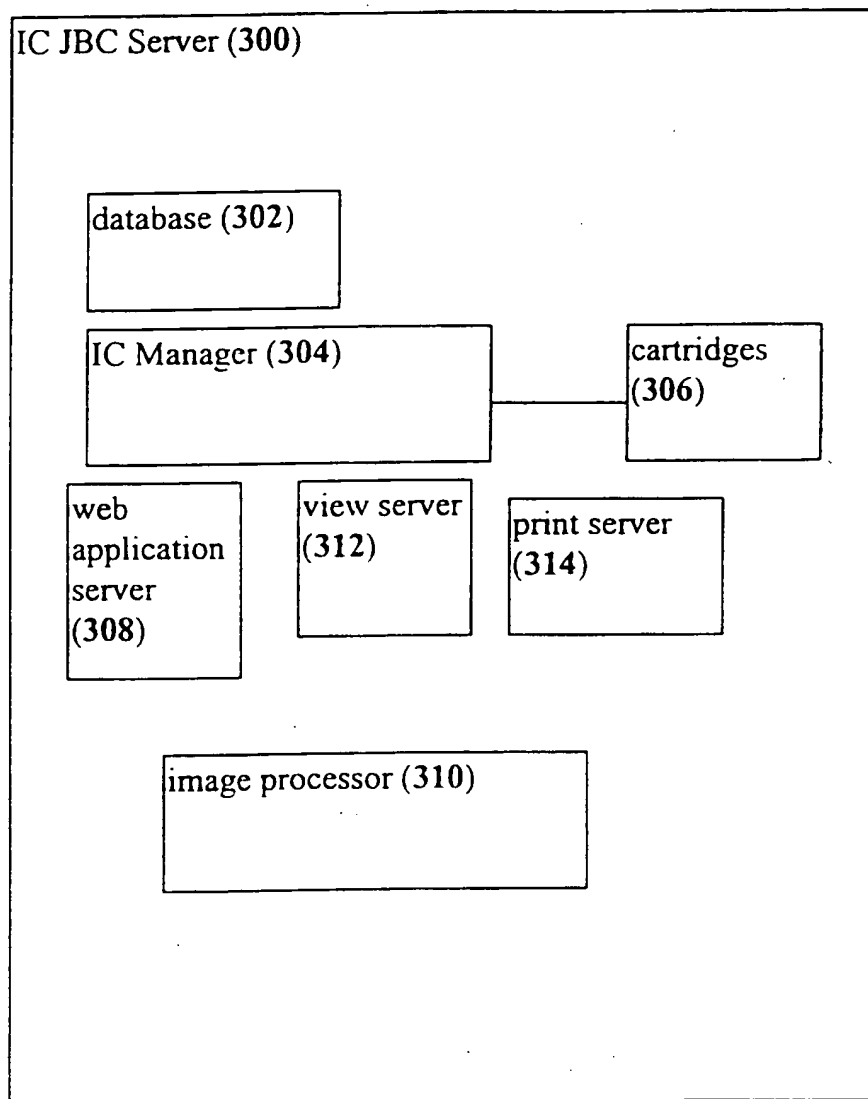 IC JBC Server (300)
database (302)
IC Manager (304)
cartridges
(306)
web
application
server
(308)
view server
(312)
print server
(314)
image processor (310)